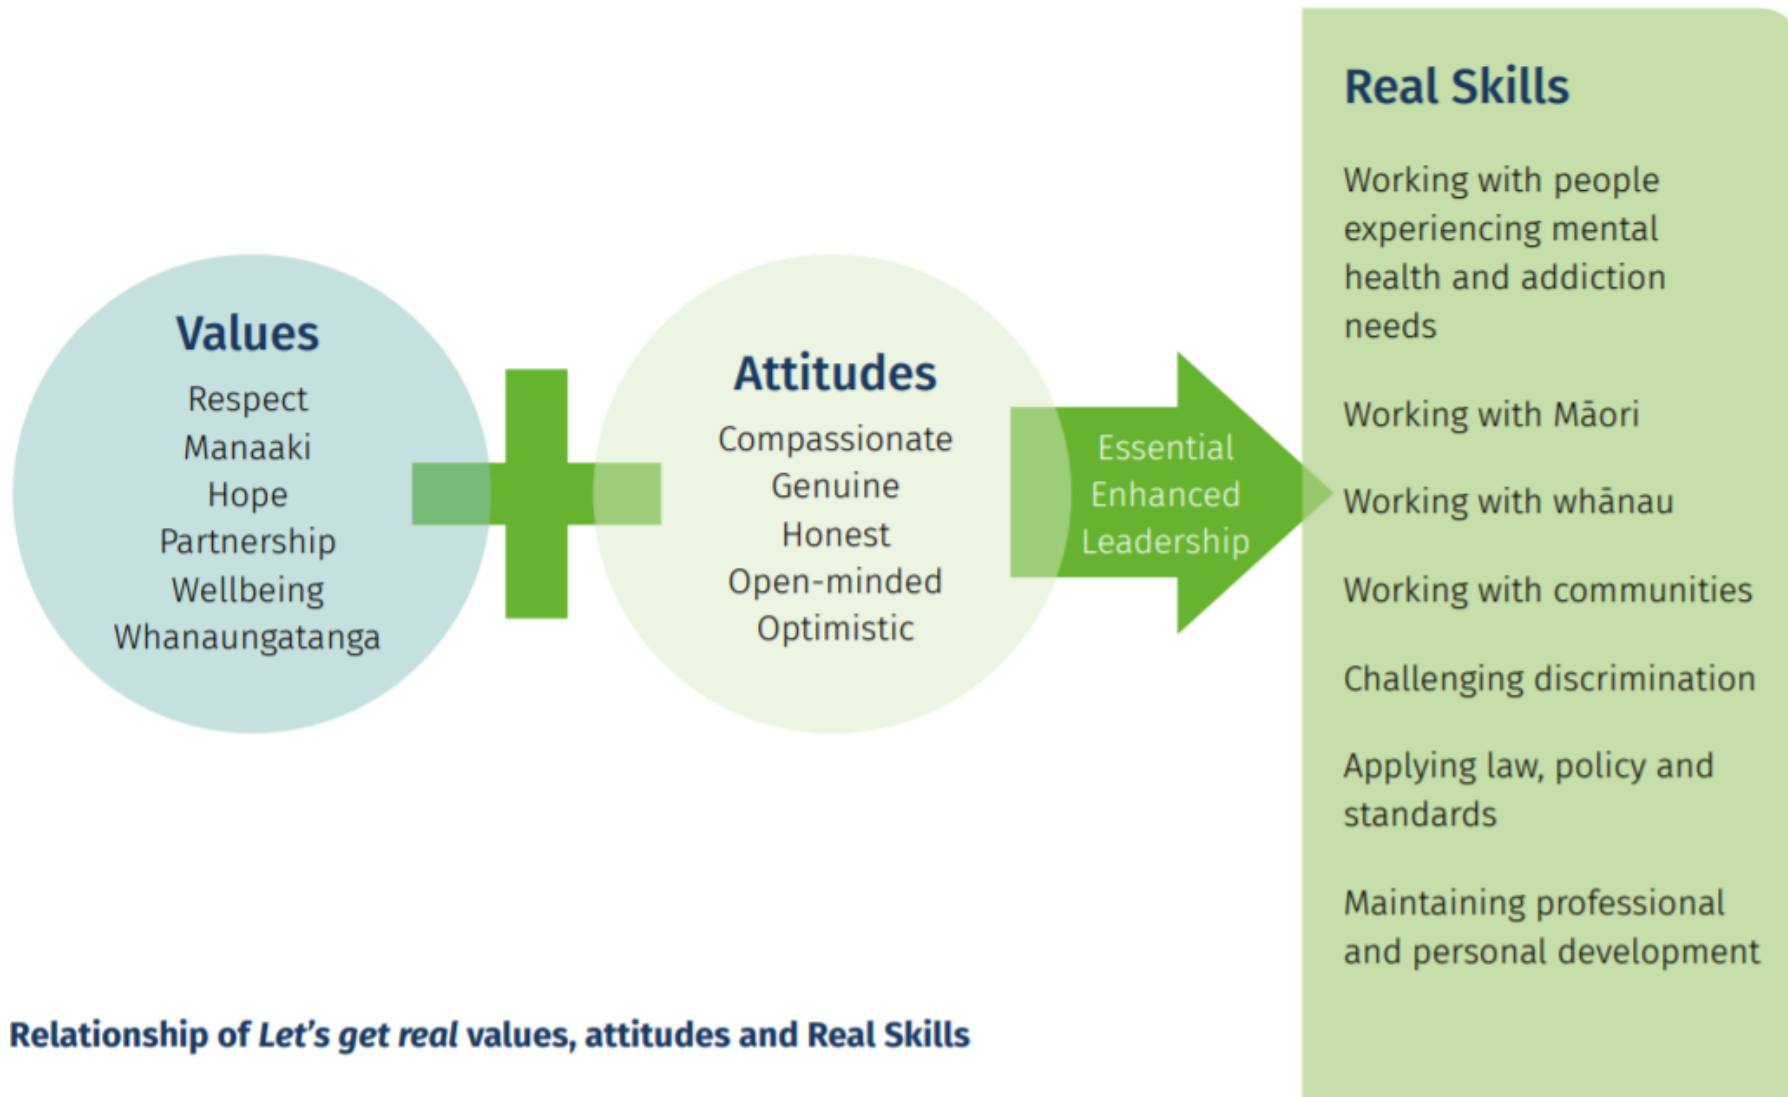 Values
Respect
Manaaki
Hope
Partnership
Wellbeing
Whanaungatanga
Attitudes
Compassionate
Genuine
Honest
Open-minded
Optimistic
Essential
Enhanced
Leadership
Real Skills
Working with people
experiencing mental
health and addiction
needs
Working with Māori
Working with whānau
Working with communities
Challenging discrimination
Applying law, policy and
standards
Maintaining professional
and personal development
Relationship of Let's get real values, attitudes and Real Skills